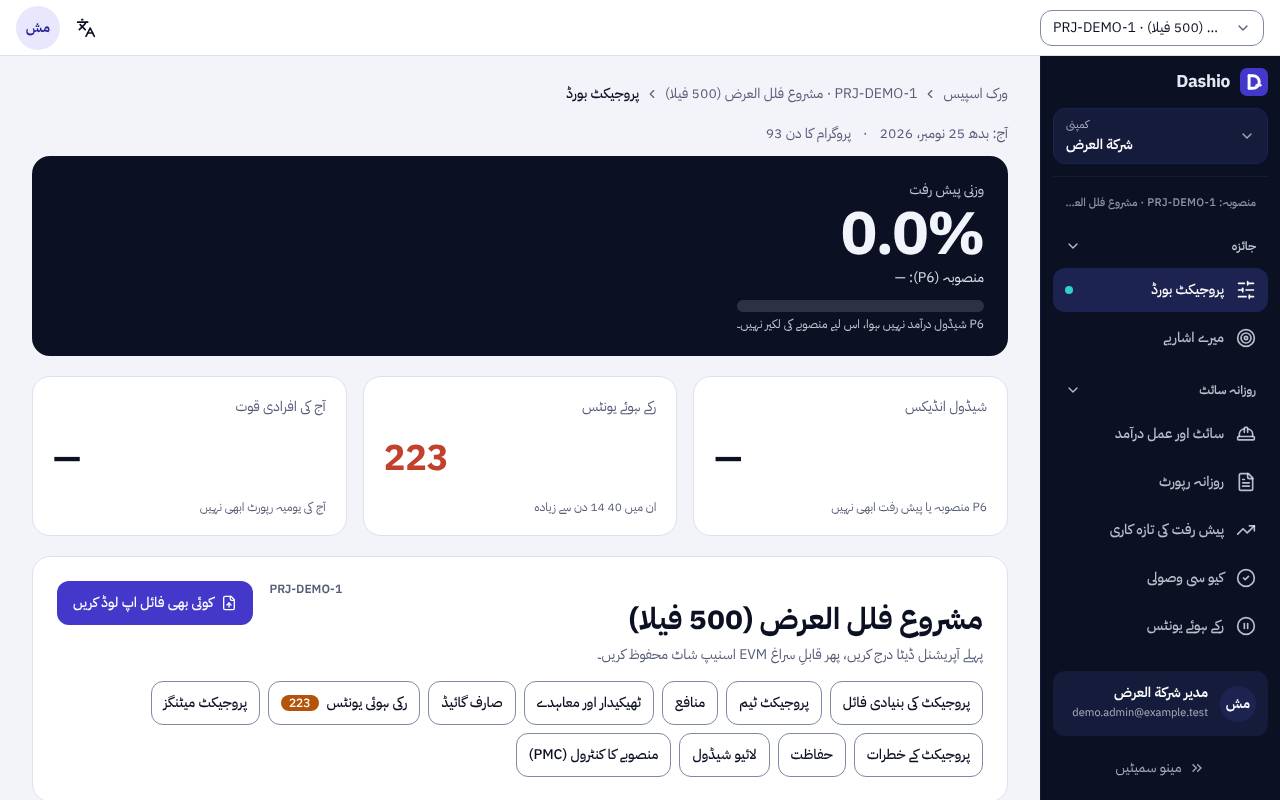 PRJ-DEMO-1 · (500 فیلا) ...
مش
Dashio
کمپنی
شركة العرض
منصوبہ: PRJ-DEMO-1 · مشروع فلل الع...
جائزہ
پروجیکٹ بورڈ
میرے اشاریے
روزانہ سائٹ
سائٹ اور عمل درآمد
روزانہ رپورٹ
پیش رفت کی تازہ کاری
کیو سی وصولی
رکے ہوئے یونٹس
مش
مدير شركة العرض
demo.admin@example.test
مینو سمیٹیں
ورک اسپیس › PRJ-DEMO-1 · مشروع فلل العرض (500 فيلا) › پروجیکٹ بورڈ
آج: بدھ 25 نومبر، 2026 · پروگرام کا دن 93
وزنی پیش رفت
0.0%
منصوبہ (P6): —
P6 شیڈول درآمد نہیں ہوا، اس لیے منصوبے کی لکیر نہیں۔
شیڈول انڈیکس
—
P6 منصوبہ یا پیش رفت ابھی نہیں
رکے ہوئے یونٹس
223
ان میں 40 14 دن سے زیادہ
آج کی افرادی قوت
—
آج کی یومیہ رپورٹ ابھی نہیں
PRJ-DEMO-1
مشروع فلل العرض (500 فيلا)
پہلے آپریشنل ڈیٹا درج کریں، پھر قابلِ سراغ EVM اسنیپ شاٹ محفوظ کریں۔
کوئی بھی فائل اپ لوڈ کریں
پروجیکٹ کی بنیادی فائل
پروجیکٹ ٹیم
منافع
ٹھیکیدار اور معاہدے
صارف گائیڈ
رکی ہوئی یونٹس 223
پروجیکٹ میٹنگز
پروجیکٹ کے خطرات
حفاظت
لائیو شیڈول
منصوبے کا کنٹرول (PMC)